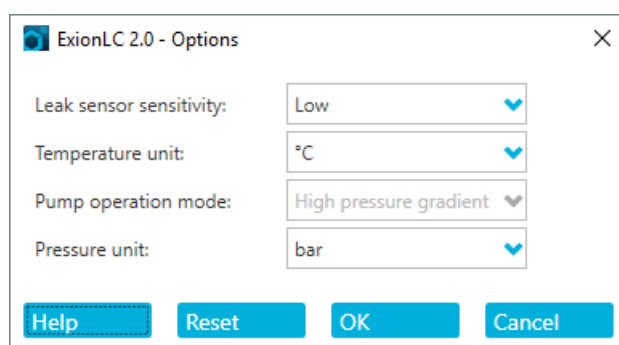 ExionLC 2.0 - Options
Leak sensor sensitivity: Low
Temperature unit: °C
Pump operation mode: High pressure gradient
Pressure unit: bar
Help Reset OK Cancel